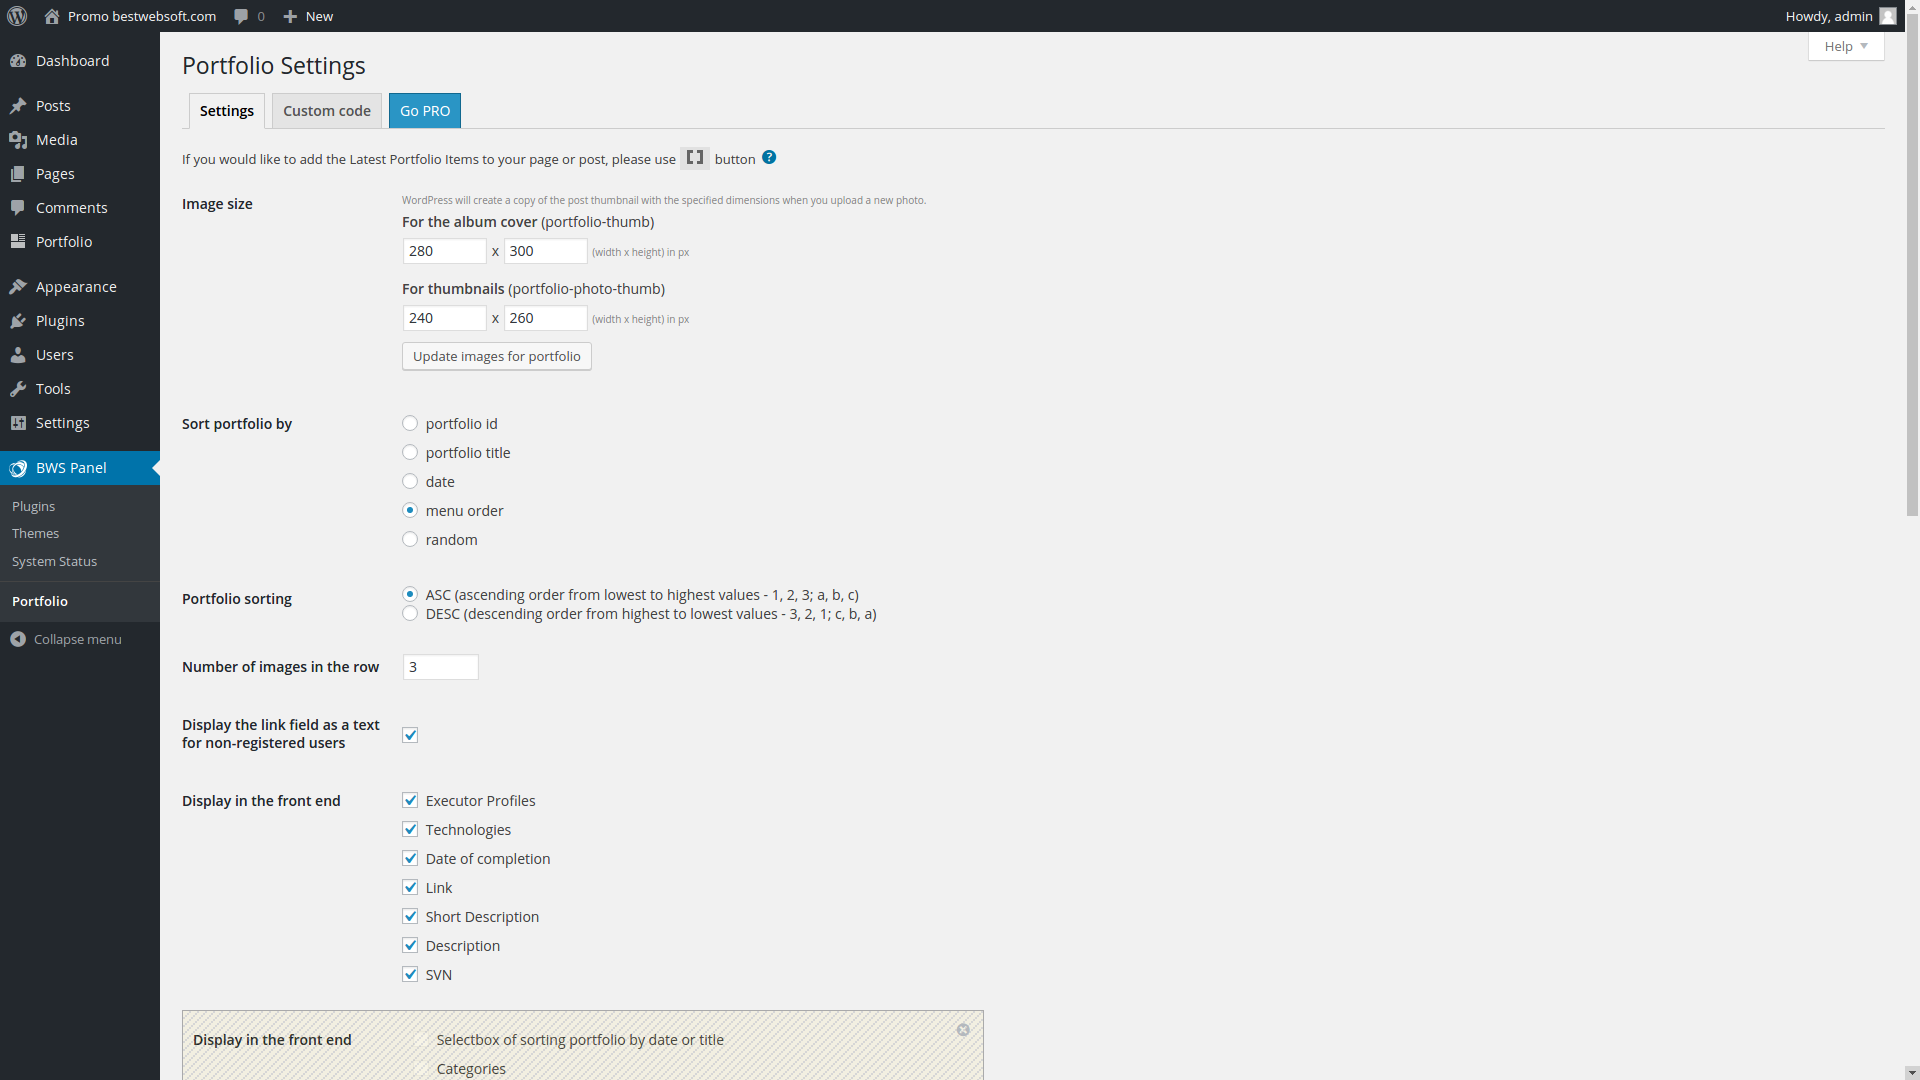 Promo bestwebsoft.com 0 New Howdy, admin
Help
Dashboard
Posts
Media
Pages
Comments
Portfolio
Appearance
Plugins
Users
Tools
Settings
BWS Panel
Plugins
Themes
System Status
Portfolio
Collapse menu
Portfolio Settings
Settings Custom code Go PRO
If you would like to add the Latest Portfolio Items to your page or post, please use [] button ?
Image size
WordPress will create a copy of the post thumbnail with the specified dimensions when you upload a new photo.
For the album cover (portfolio-thumb)
280 x 300 (width x height) in px
For thumbnails (portfolio-photo-thumb)
240 x 260 (width x height) in px
Update images for portfolio
Sort portfolio by
portfolio id
portfolio title
date
menu order
random
Portfolio sorting
ASC (ascending order from lowest to highest values - 1, 2, 3; a, b, c)
DESC (descending order from highest to lowest values - 3, 2, 1; c, b, a)
Number of images in the row 3
Display the link field as a text
for non-registered users
Display in the front end
Executor Profiles
Technologies
Date of completion
Link
Short Description
Description
SVN
Display in the front end
Selectbox of sorting portfolio by date or title
Categories